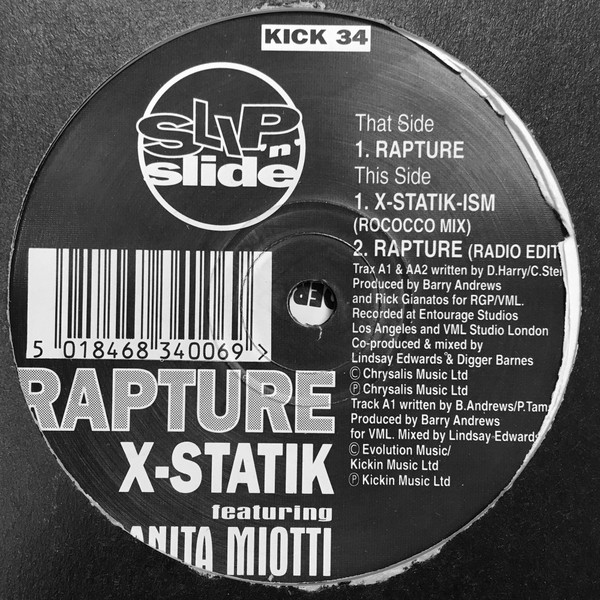 KICK 34
SLIP
'n'
slide
That Side
1. RAPTURE
This Side
1. X-STATIK-ISM
(ROCOCCO MIX)
2. RAPTURE (RADIO EDIT
Trax A1 & AA2 written by D.Harry/C.Stei
Produced by Barry Andrews
and Rick Gianatos for RGP/VML.
Recorded at Entourage Studios
Los Angeles and VML Studio London
Co-produced & mixed by
Lindsay Edwards & Digger Barnes
© Chrysalis Music Ltd
℗ Chrysalis Music Ltd
Track A1 written by B.Andrews/P.Tam
Produced by Barry Andrews
for VML. Mixed by Lindsay Edwards
© Evolution Music/
Kickin Music Ltd
℗ Kickin Music Ltd
5 018468 340069 >
RAPTURE
X-STATIK
featuring
ANITA MIOTTI